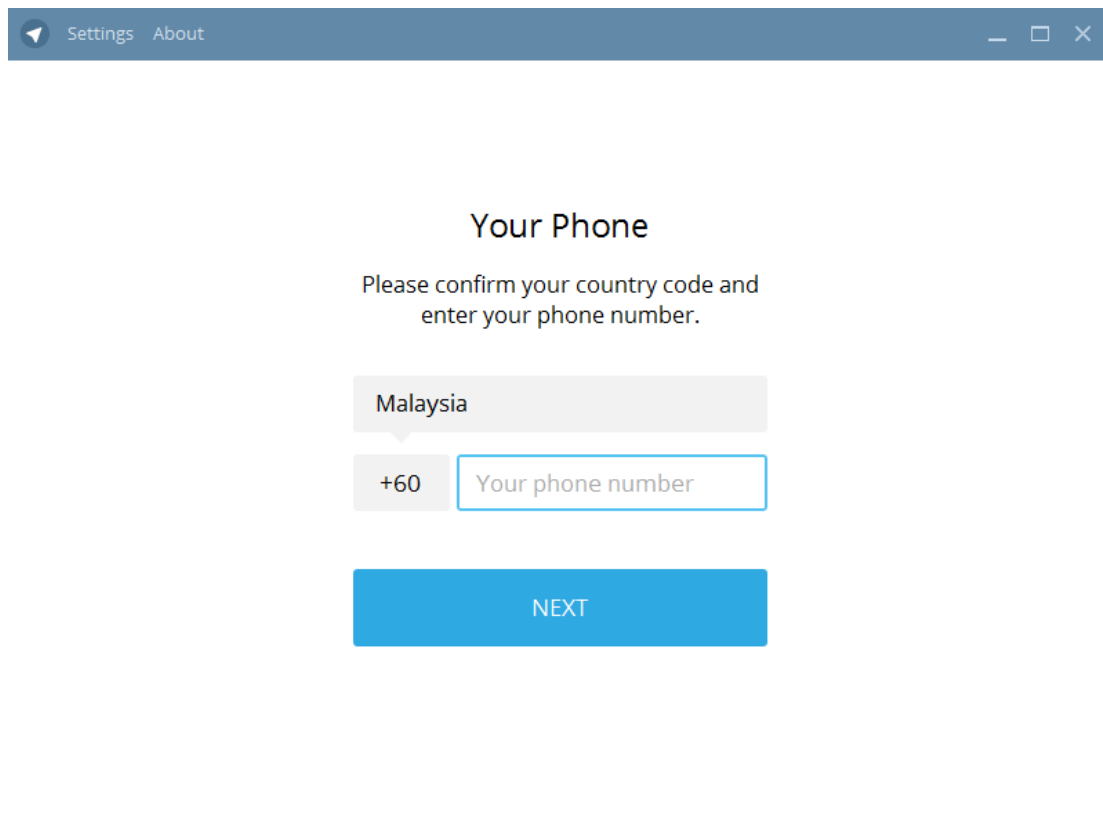 Settings About
Your Phone
Please confirm your country code and
enter your phone number.
Malaysia
+60 Your phone number
NEXT